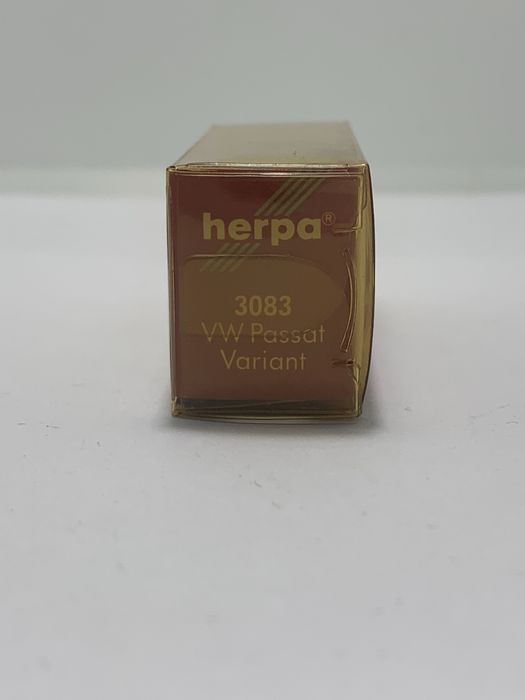 herpa®
3083
VW Passat
Variant